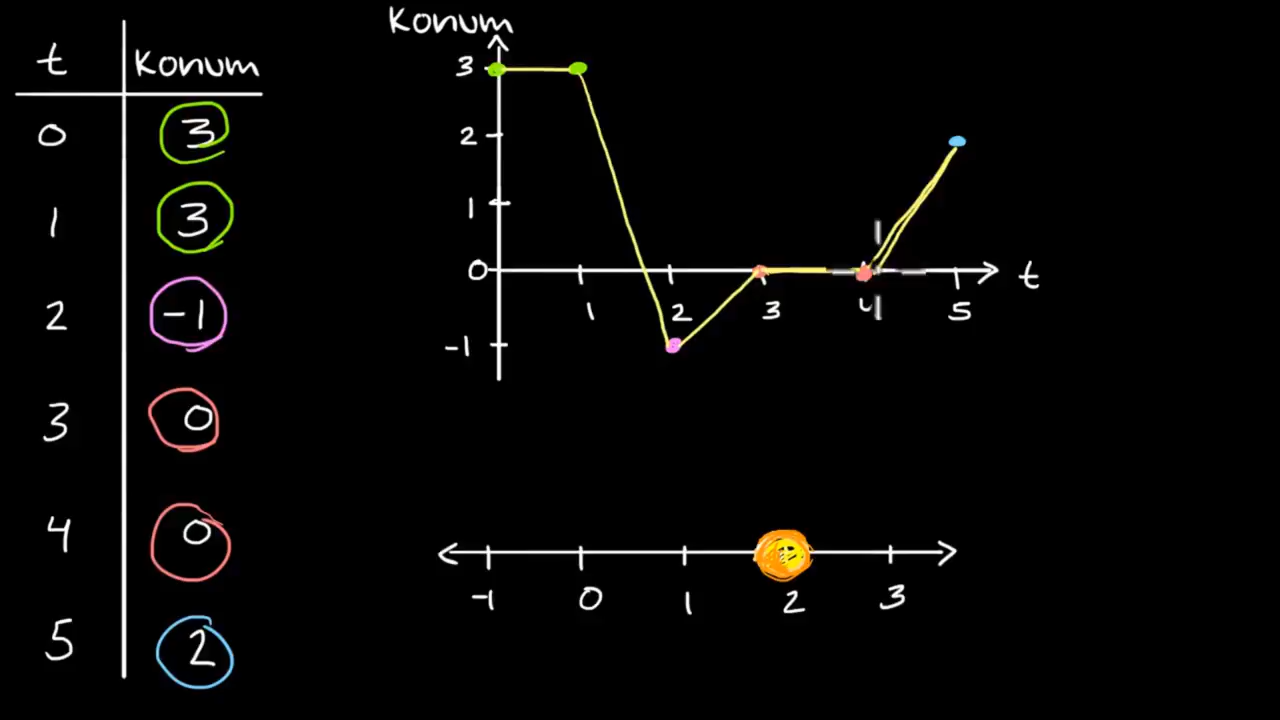 t Konum
0 3
1 3
2 -1
3 0
4 0
5 2
Konum
3
2
1
0
-1
1 2 3 4 5 t
-1 0 1 2 3